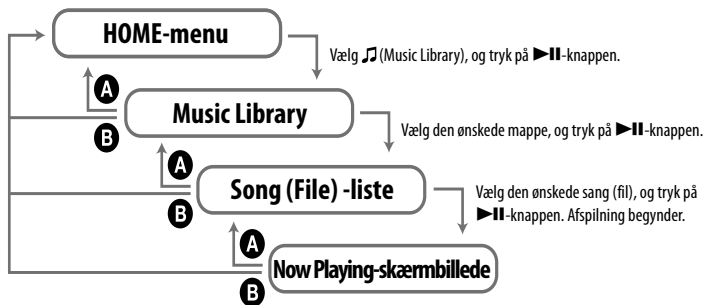 HOME-menu
Vælg ♫ (Music Library), og tryk på ►II-knappen.
A
Music Library
B
Vælg den ønskede mappe, og tryk på ►II-knappen.
A
Song (File) -liste
B
Vælg den ønskede sang (fil), og tryk på
►II-knappen. Afspilning begynder.
A
Now Playing-skærmbillede
B